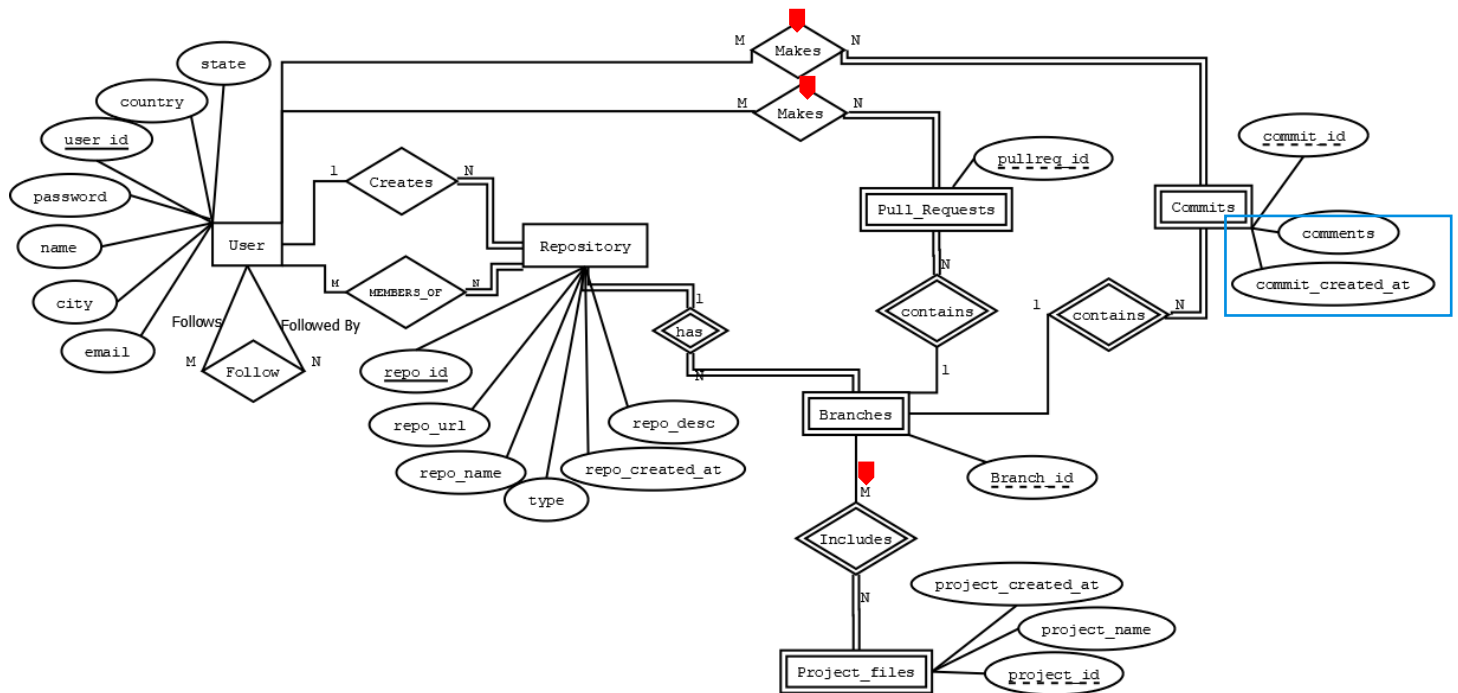 M
Makes
N
state
country
user_id
password
name
city
email
User
M
Makes
N
1
Creates
N
M
MEMBERS_OF
N
Repository
Follows
Followed By
M
Follow
N
pullreq_id
Pull_Requests
N
contains
1
commit_id
Commits
comments
commit_created_at
1
contains
N
1
has
N
repo_id
repo_url
repo_name
type
repo_created_at
repo_desc
Branches
Branch_id
M
Includes
N
project_created_at
project_name
project_id
Project_files